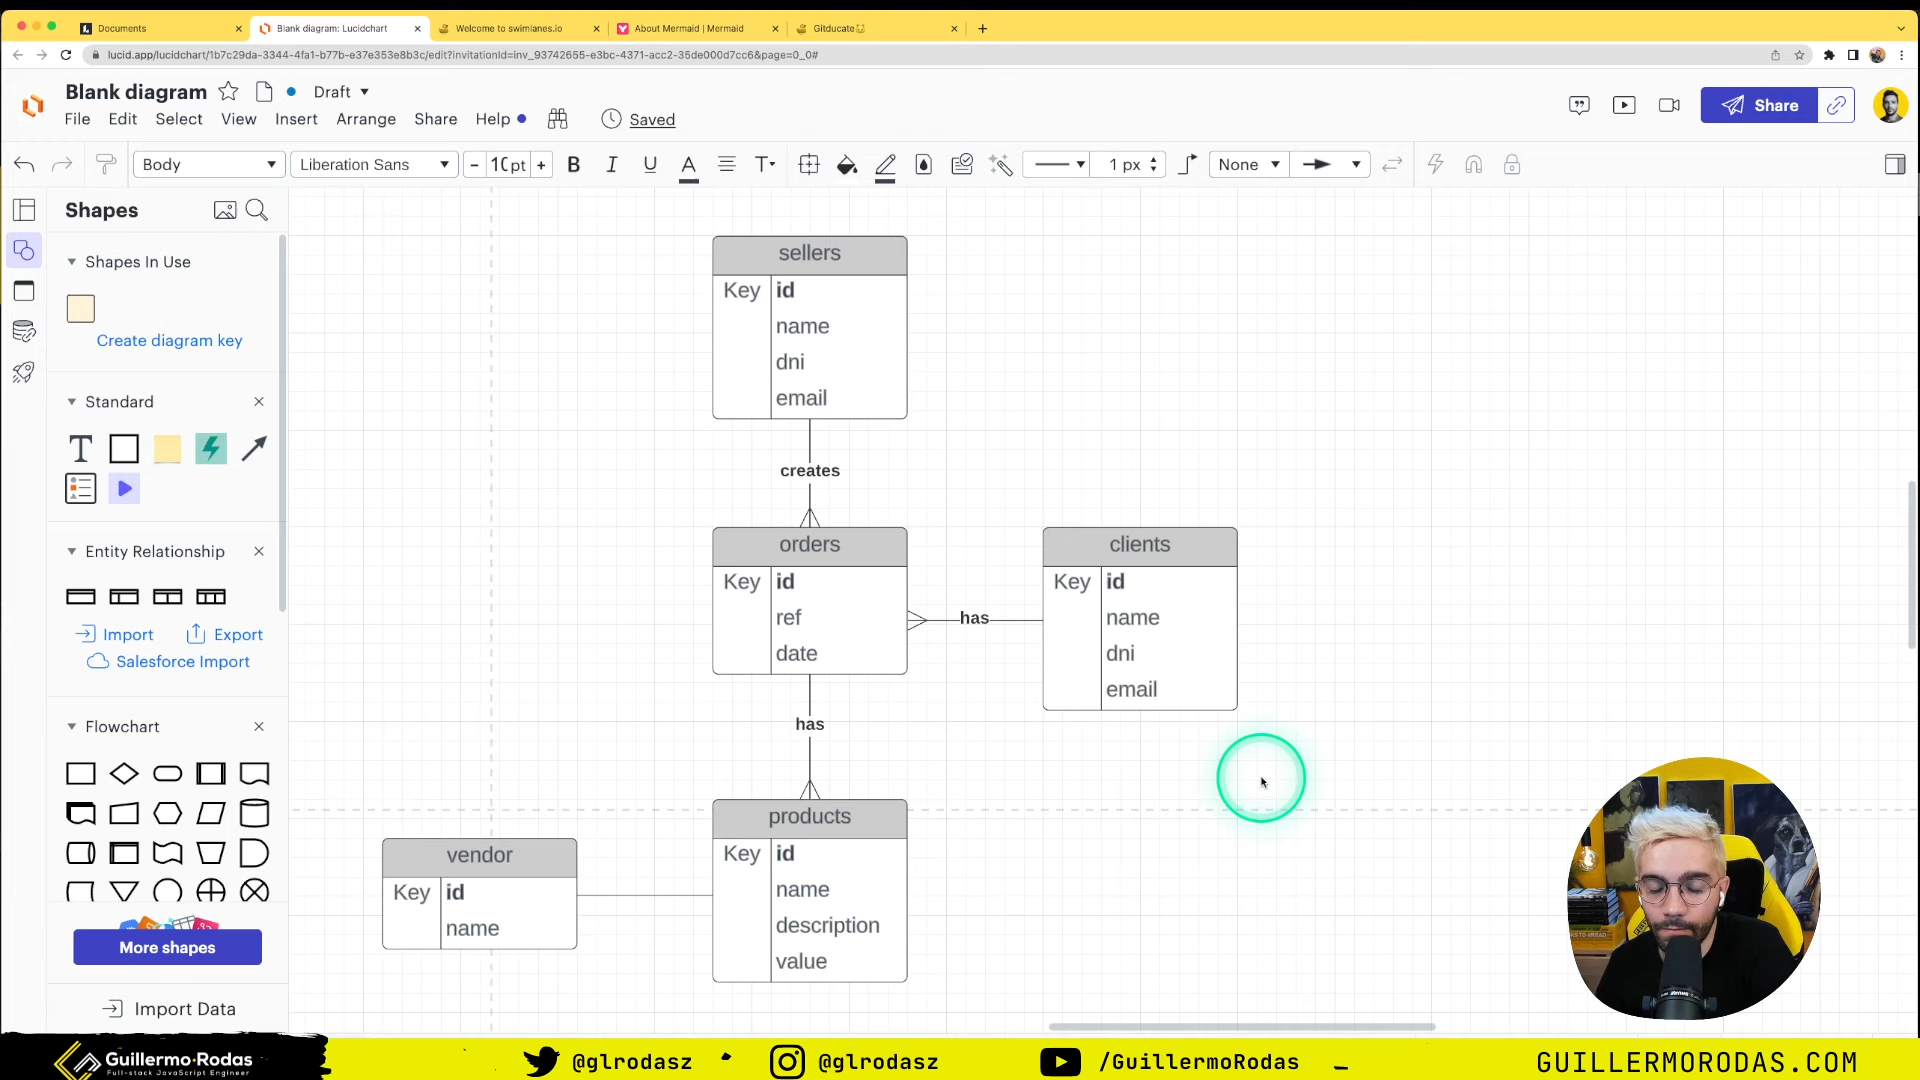 Documents
Blank diagram: Lucidchart
Welcome to swimlanes.io
About Mermaid | Mermaid
Gitducate
lucid.app/lucidchart/1b7c29da-3344-4fa1-b77b-e37e353e8b3c/edit?invitationId=inv_93742655-e3bc-4371-acc2-35de000d7cc6&page=0_0#
Blank diagram
Draft
File Edit Select View Insert Arrange Share Help
Saved
Share
Body
Liberation Sans
- 10pt +
B I U A T
1 px
None
Shapes
Shapes In Use
Create diagram key
Standard
T
Entity Relationship
Import
Export
Salesforce Import
Flowchart
More shapes
Import Data
sellers
Key id
name
dni
email
creates
orders
Key id
ref
date
has
clients
Key id
name
dni
email
has
products
Key id
name
description
value
vendor
Key id
name
Guillermo Rodas
Full-stack JavaScript Engineer
@glrodasz
@glrodasz
/GuillermoRodas
GUILLERMORODAS.COM